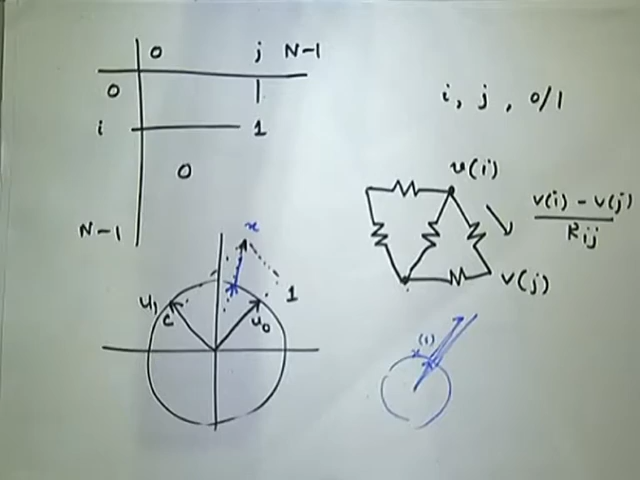 0 j N-1
0
i 1
0
N-1
i, j, 0/1
v(i)
v(i) - v(j)
Rij
v(j)
x
1
u1
u0
c
x(1)